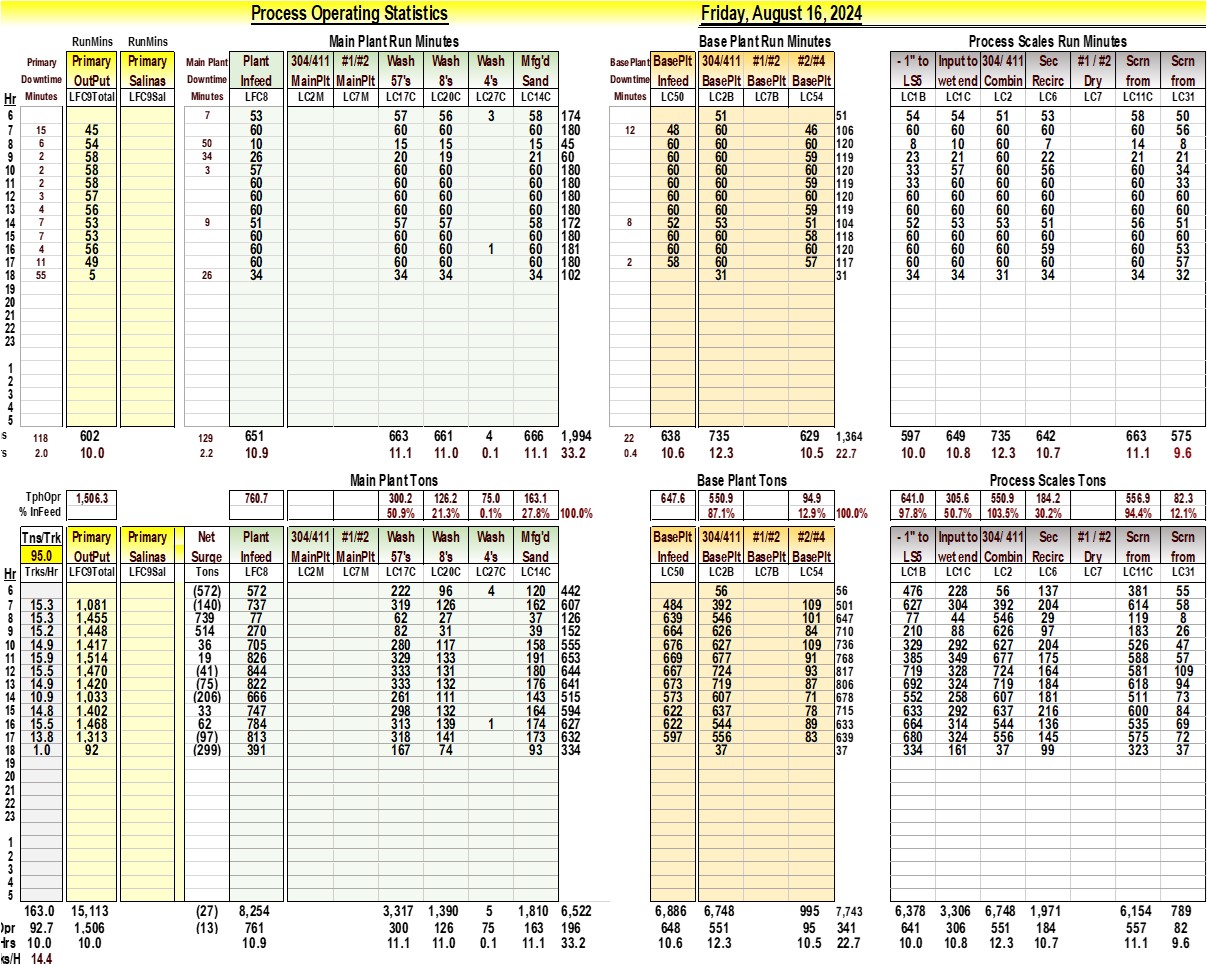 Process Operating Statistics Friday, August 16, 2024
RunMins RunMins Main Plant Run Minutes Base Plant Run Minutes Process Scales Run Minutes
Primary Primary Primary Main Plant Plant 304/411 #1/#2 Wash Wash Wash Mfg'd BasePlant BasePlt 304/411 #1/#2 #2/#4 - 1" to Input to 304/ 411 Sec #1 / #2 Scrn Scrn
Downtime OutPut Salinas Downtime Infeed MainPlt MainPlt 57's 8's 4's Sand Downtime Infeed BasePlt BasePlt BasePlt LS5 wet end Combin Recirc Dry from from
Hr Minutes LFC9Total LFC9Sal Minutes LFC8 LC2M LC7M LC17C LC20C LC27C LC14C Minutes LC50 LC2B LC7B LC54 LC1B LC1C LC2 LC6 LC7 LC11C LC31
6 7 53 57 56 3 58 174 51 51 54 54 51 53 58 50
7 15 45 60 60 60 60 180 12 48 60 46 106 60 60 60 60 60 56
8 6 54 50 10 15 15 15 45 60 60 60 120 8 10 60 7 14 8
9 2 58 34 26 20 19 21 60 60 60 59 119 23 21 60 22 21 21
10 2 58 3 57 60 60 60 180 60 60 60 120 33 57 60 56 60 34
11 2 58 60 60 60 60 180 60 60 59 119 33 60 60 60 60 33
12 3 57 60 60 60 60 180 60 60 60 120 60 60 60 60 60 60
13 4 56 60 60 60 60 180 60 60 59 119 60 60 60 60 60 60
14 7 53 9 51 57 57 58 172 8 52 53 51 104 52 53 53 51 56 51
15 7 53 60 60 60 60 180 60 60 58 118 60 60 60 60 60 60
16 4 56 60 60 60 1 60 181 60 60 60 120 60 60 60 59 60 53
17 11 49 60 60 60 60 180 2 58 60 57 117 60 60 60 60 60 57
18 55 5 26 34 34 34 34 102 31 31 34 34 31 34 34 32
19
20
21
22
23
1
2
3
4
5
s 118 602 129 651 663 661 4 666 1,994 22 638 735 629 1,364 597 649 735 642 663 575
s 2.0 10.0 2.2 10.9 11.1 11.0 0.1 11.1 33.2 0.4 10.6 12.3 10.5 22.7 10.0 10.8 12.3 10.7 11.1 9.6
Main Plant Tons Base Plant Tons Process Scales Tons
TphOpr 1,506.3 760.7 300.2 126.2 75.0 163.1 647.6 550.9 94.9 641.0 305.6 550.9 184.2 556.9 82.3
% InFeed 50.9% 21.3% 0.1% 27.8% 100.0% 87.1% 12.9% 100.0% 97.8% 50.7% 103.5% 30.2% 94.4% 12.1%
Tns/Trk Primary Primary Net Plant 304/411 #1/#2 Wash Wash Wash Mfg'd BasePlt 304/411 #1/#2 #2/#4 - 1" to Input to 304/ 411 Sec #1 / #2 Scrn Scrn
95.0 OutPut Salinas Surge Infeed MainPlt MainPlt 57's 8's 4's Sand Infeed BasePlt BasePlt BasePlt LS5 wet end Combin Recirc Dry from from
Hr Trks/Hr LFC9Total LFC9Sal Tons LFC8 LC2M LC7M LC17C LC20C LC27C LC14C LC50 LC2B LC7B LC54 LC1B LC1C LC2 LC6 LC7 LC11C LC31
6 (572) 572 222 96 4 120 442 56 56 476 228 56 137 381 55
7 15.3 1,081 (140) 737 319 126 162 607 484 392 109 501 627 304 392 204 614 58
8 15.3 1,455 739 77 62 27 37 126 639 546 101 647 77 44 546 29 119 8
9 15.2 1,448 514 270 82 31 39 152 664 626 84 710 210 88 626 97 183 26
10 14.9 1,417 36 705 280 117 158 555 676 627 109 736 329 292 627 204 526 47
11 15.9 1,514 19 826 329 133 191 653 669 677 91 768 385 349 677 175 588 57
12 15.5 1,470 (41) 844 333 131 180 644 667 724 93 817 719 328 724 164 581 109
13 14.9 1,420 (75) 822 333 132 176 641 673 719 87 806 692 324 719 184 618 94
14 10.9 1,033 (206) 666 261 111 143 515 573 607 71 678 552 258 607 181 511 73
15 14.8 1,402 33 747 298 132 164 594 622 637 78 715 633 292 637 216 600 84
16 15.5 1,468 62 784 313 139 1 174 627 622 544 89 633 664 314 544 136 535 69
17 13.8 1,313 (97) 813 318 141 173 632 597 556 83 639 680 324 556 145 575 72
18 1.0 92 (299) 391 167 74 93 334 37 37 334 161 37 99 323 37
19
20
21
22
23
1
2
3
4
5
163.0 15,113 (27) 8,254 3,317 1,390 5 1,810 6,522 6,886 6,748 995 7,743 6,378 3,306 6,748 1,971 6,154 789
Opr 92.7 1,506 (13) 761 300 126 75 163 196 648 551 95 341 641 306 551 184 557 82
Hrs 10.0 10.0 10.9 11.1 11.0 0.1 11.1 33.2 10.6 12.3 10.5 22.7 10.0 10.8 12.3 10.7 11.1 9.6
ks/H 14.4